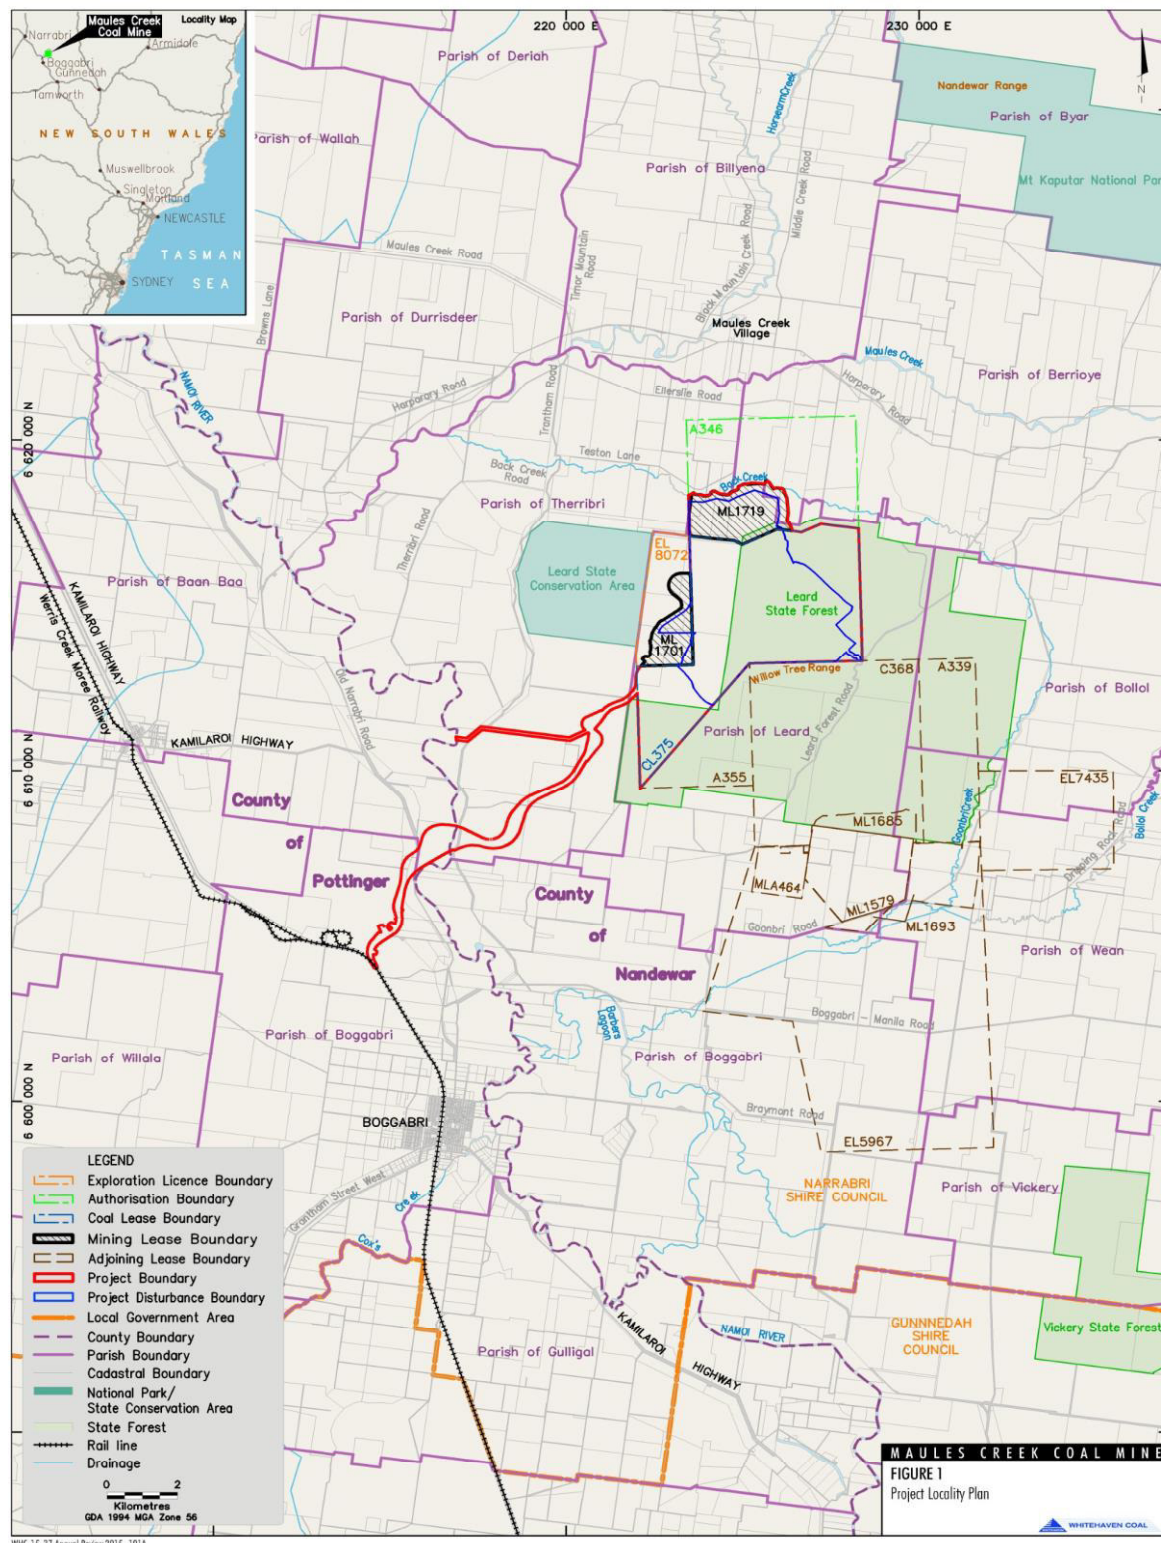 Locality Map
Maules Creek
Coal Mine
Narrabri
Armidale
Boggabri
Gunnedah
Tamworth
NEW SOUTH WALES
Muswellbrook
Singleton
Maitland
NEWCASTLE
TASMAN
SEA
SYDNEY
220 000 E
230 000 E
N
Parish of Deriah
Nandewar Range
Parish of Byar
Parish of Wallah
Horsearm Creek
Parish of Billyena
Mt Kaputar National Par
Middle Creek Road
Maules Creek Road
Timor Mountain
Road
Black Mountain Creek Road
Browns Lane
Parish of Durrisdeer
Maules Creek
Village
Maules Creek
Parish of Berrioye
NAMOI RIVER
Harparary Road
Trantham Road
Ellerslie Road
Harparary Road
6 620 000 N
A346
Teston Lane
Back Creek
Road
Back Creek
Parish of Therribri
ML1719
Therribri Road
EL
8072
Leard State
Conservation Area
Leard
State Forest
Parish of Baan Baa
KAMILAROI HIGHWAY
Werris Creek Moree Railway
ML
1701
Willow Tree Range
C368
A339
Old Narrabri Road
Leard Forest Road
Parish of Bollol
Parish of Leard
KAMILAROI HIGHWAY
CL375
6 610 000 N
A355
EL7435
County
of
Pottinger
ML1685
Goonbri Creek
Dripping Rock Road
Bollol Creek
MLA464
County
of
Nandewar
ML1579
ML1693
Goonbri Road
Parish of Wean
Barbers
Lagoon
Boggabri - Manila Road
Parish of Boggabri
Parish of Boggabri
Parish of Willala
6 600 000 N
BOGGABRI
Braymont Road
EL5967
NARRABRI
SHIRE COUNCIL
Parish of Vickery
Grantham Street West
Cox's Creek
KAMILAROI HIGHWAY
NAMOI RIVER
GUNNNEDAH
SHIRE
COUNCIL
Vickery State Forest
Parish of Gulligal
LEGEND
Exploration Licence Boundary
Authorisation Boundary
Coal Lease Boundary
Mining Lease Boundary
Adjoining Lease Boundary
Project Boundary
Project Disturbance Boundary
Local Government Area
County Boundary
Parish Boundary
Cadastral Boundary
National Park/
State Conservation Area
State Forest
Rail line
Drainage
0 2
Kilometres
GDA 1994 MGA Zone 56
MAULES CREEK COAL MINE
FIGURE 1
Project Locality Plan
WHITEHAVEN COAL